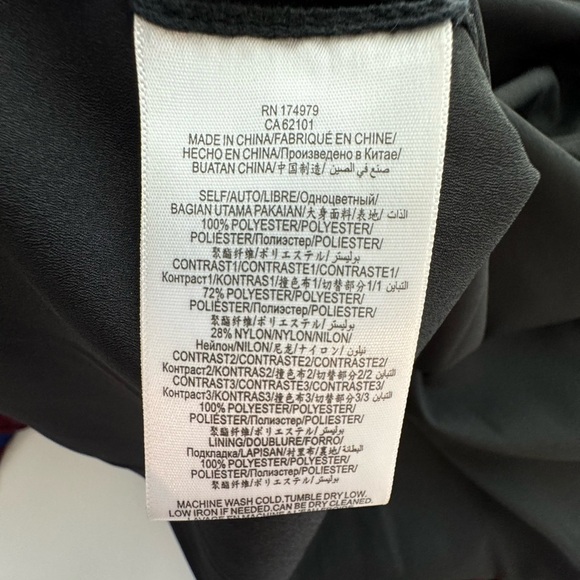 RN 174979
CA 62101
MADE IN CHINA/FABRIQUÉ EN CHINE/
HECHO EN CHINA/Произведено в Китае/
BUATAN CHINA/中国制造/ صنع في الصين/
SELF/AUTO/LIBRE/Одноцветный/
BAGIAN UTAMA PAKAIAN/大身面料/表地/ الذات/
100% POLYESTER/POLYESTER/
POLIÉSTER/Полиэстер/POLIESTER/
聚酯纤维/ポリエステル/بوليستر/
CONTRAST1/CONTRASTE1/CONTRASTE1/
Контраст1/KONTRAS1/撞色布1/切替部分1/1 التباين
72% POLYESTER/POLYESTER/
POLIÉSTER/Полиэстер/POLIESTER/
聚酯纤维/ポリエステル/بوليستر
28% NYLON/NYLON/NILON/
Нейлон/NILON/尼龙/ナイロン/ نيلون/
CONTRAST2/CONTRASTE2/CONTRASTE2/
Контраст2/KONTRAS2/撞色布2/切替部分2/2 التباين
CONTRAST3/CONTRASTE3/CONTRASTE3/
Контраст3/KONTRAS3/撞色布3/切替部分3/3 التباين
100% POLYESTER/POLYESTER/
POLIÉSTER/Полиэстер/POLIESTER/
聚酯纤维/ポリエステル/بوليستر/
LINING/DOUBLURE/FORRO/
Подкладка/LAPISAN/衬里布/裏地/ البطانة/
100% POLYESTER/POLYESTER/
POLIÉSTER/Полиэстер/POLIESTER/
聚酯纤维/ポリエステル/بوليستر/
MACHINE WASH COLD.TUMBLE DRY LOW.
LOW IRON IF NEEDED.CAN BE DRY CLEANED.
LAVAGE EN MACHINE